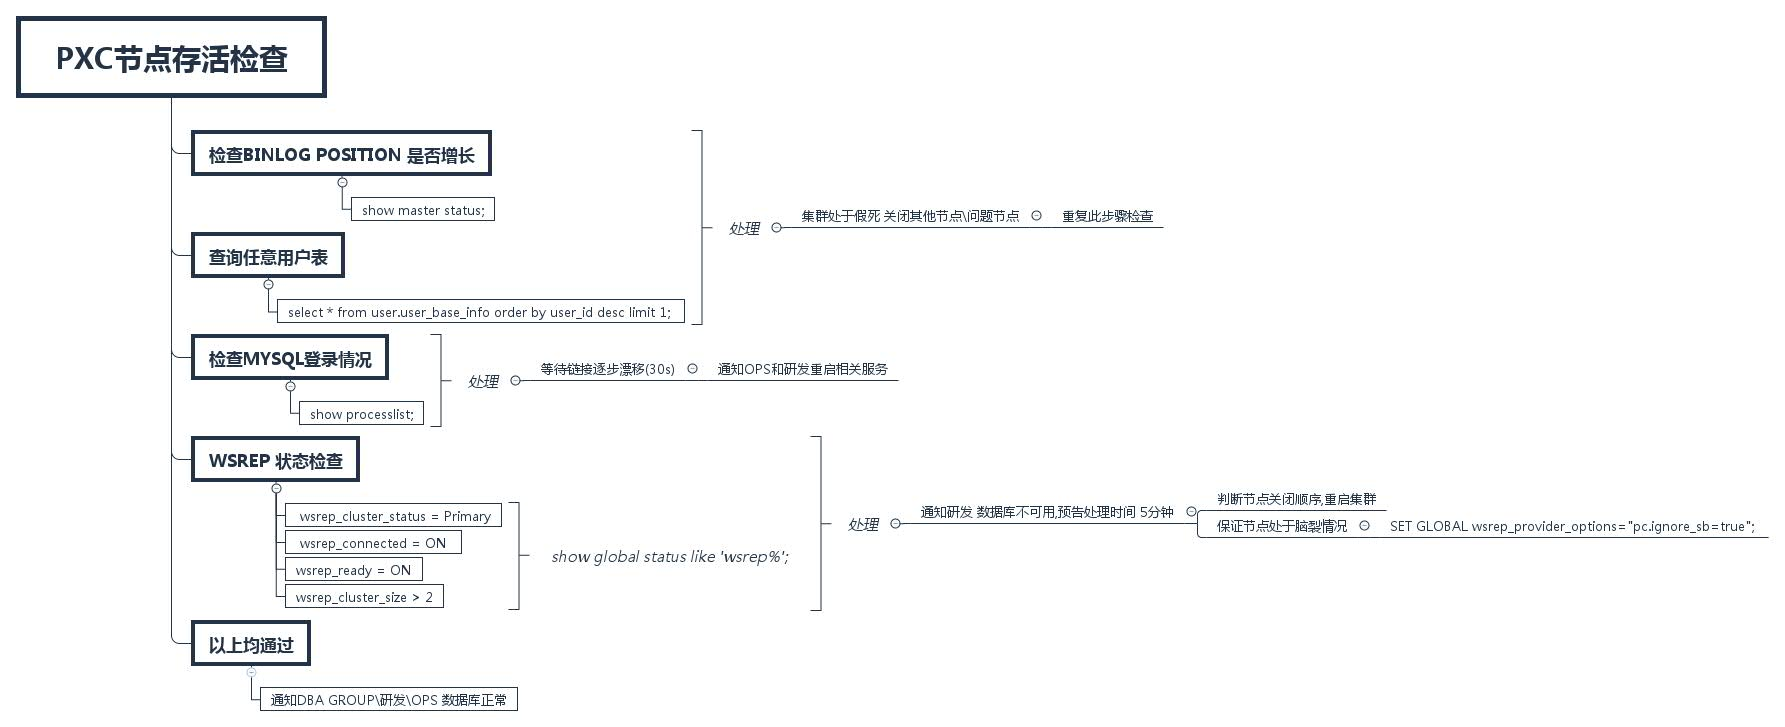 PXC节点存活检查
检查BINLOG POSITION 是否增长
show master status;
查询任意用户表
select * from user.user_base_info order by user_id desc limit 1;
处理
集群处于假死 关闭其他节点\问题节点
重复此步骤检查
检查MYSQL登录情况
show processlist;
处理
等待链接逐步漂移(30s)
通知OPS和研发重启相关服务
WSREP 状态检查
wsrep_cluster_status = Primary
wsrep_connected = ON
wsrep_ready = ON
wsrep_cluster_size > 2
show global status like 'wsrep%';
处理
通知研发 数据库不可用,预告处理时间 5分钟
判断节点关闭顺序,重启集群
保证节点处于脑裂情况
SET GLOBAL wsrep_provider_options="pc.ignore_sb=true";
以上均通过
通知DBA GROUP\研发\OPS 数据库正常